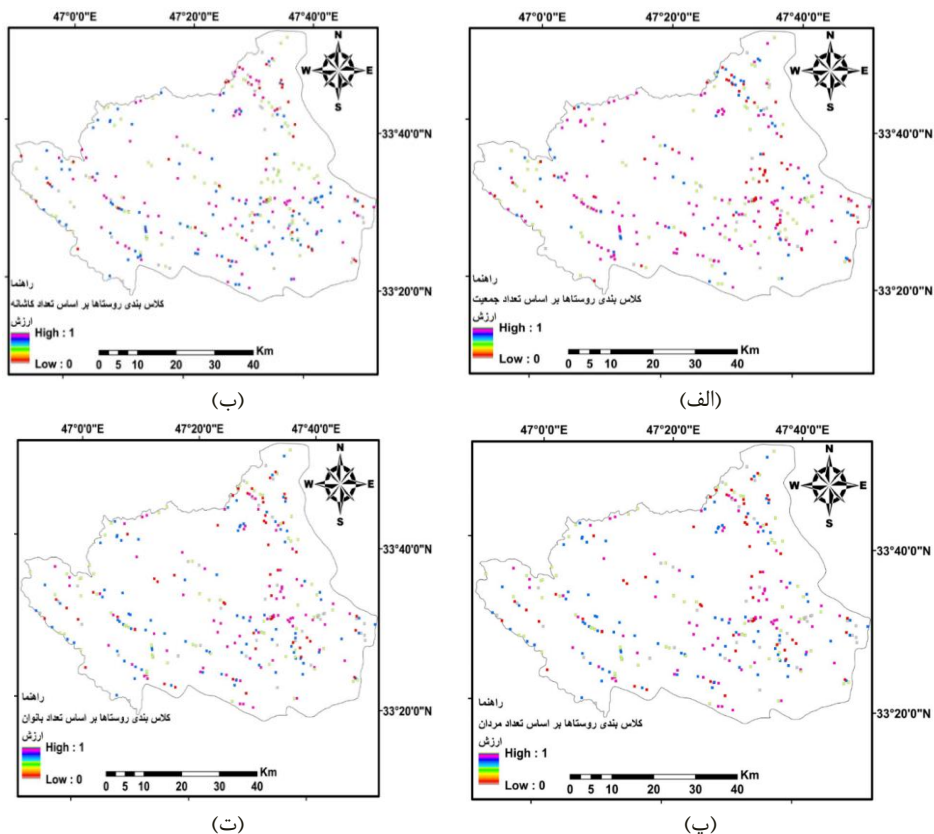 47°0'0"E 47°20'0"E 47°40'0"E
N
W E
S
33°40'0"N
33°20'0"N
راهنما
کلاس بندی روستاها بر اساس تعداد جمعیت
ارزش
High : 1
Low : 0
Km
0 5 10 20 30 40
(الف)
47°0'0"E 47°20'0"E 47°40'0"E
N
W E
S
33°40'0"N
33°20'0"N
راهنما
کلاس بندی روستاها بر اساس تعداد کاشانه
ارزش
High : 1
Low : 0
Km
0 5 10 20 30 40
(ب)
47°0'0"E 47°20'0"E 47°40'0"E
N
W E
S
33°40'0"N
33°20'0"N
راهنما
کلاس بندی روستاها بر اساس تعداد مردان
ارزش
High : 1
Low : 0
Km
0 5 10 20 30 40
(پ)
47°0'0"E 47°20'0"E 47°40'0"E
N
W E
S
33°40'0"N
33°20'0"N
راهنما
کلاس بندی روستاها بر اساس تعداد بانوان
ارزش
High : 1
Low : 0
Km
0 5 10 20 30 40
(ت)